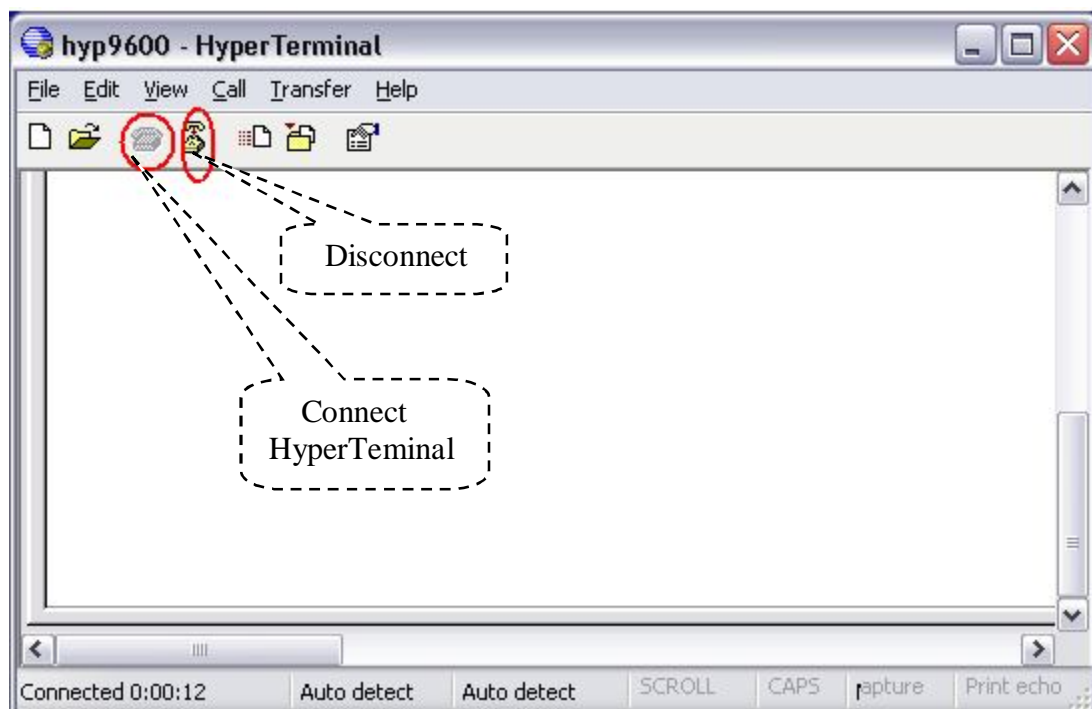 hyp9600 - HyperTerminal
File Edit View Call Transfer Help
Disconnect
Connect
HyperTeminal
Connected 0:00:12 Auto detect Auto detect SCROLL CAPS Print echo